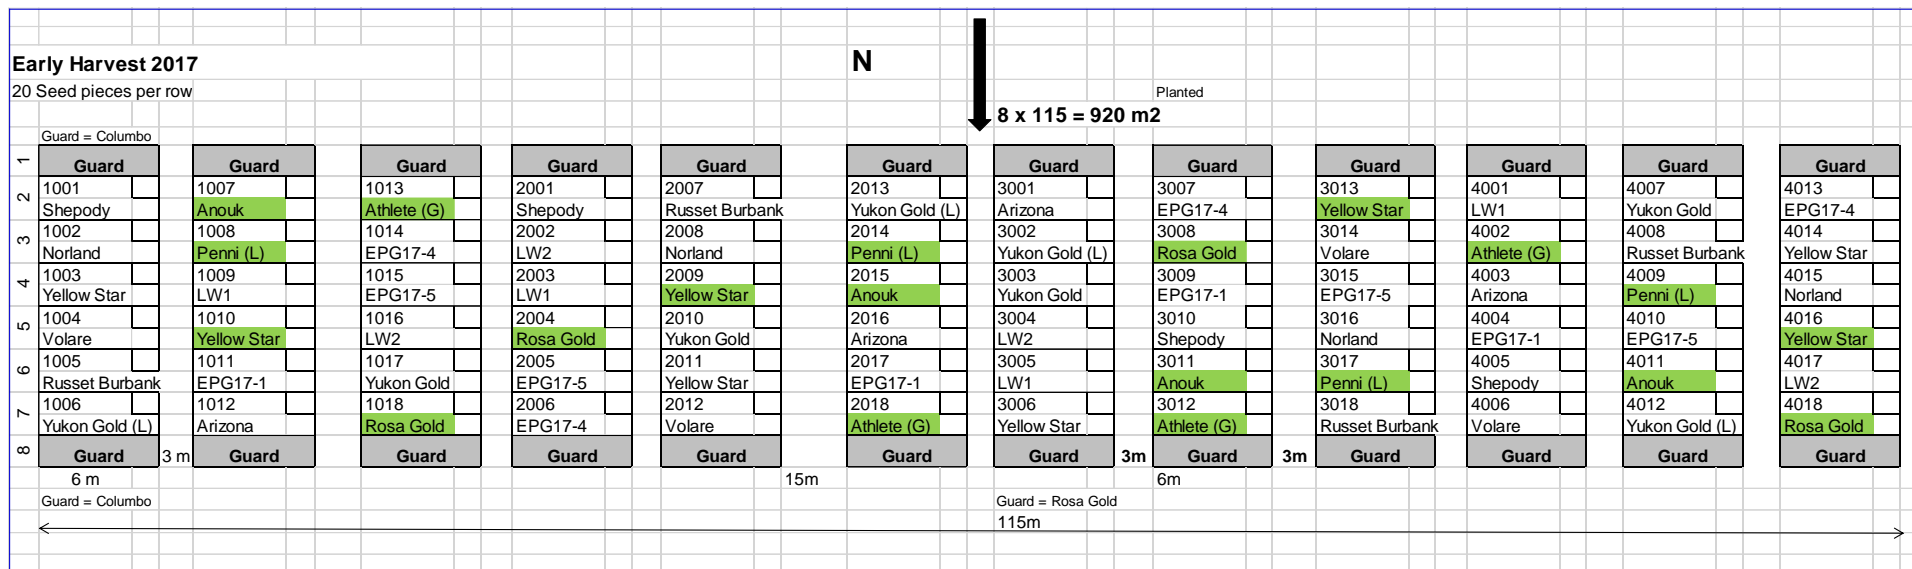 N
Early Harvest 2017
20 Seed pieces per row
Planted
8 x 115 = 920 m2
Guard = Columbo
1 Guard Guard Guard Guard Guard Guard Guard Guard Guard Guard Guard Guard
2 1001 1007 1013 2001 2007 2013 3001 3007 3013 4001 4007 4013
Shepody Anouk Athlete (G) Shepody Russet Burbank Yukon Gold (L) Arizona EPG17-4 Yellow Star LW1 Yukon Gold EPG17-4
3 1002 1008 1014 2002 2008 2014 3002 3008 3014 4002 4008 4014
Norland Penni (L) EPG17-4 LW2 Norland Penni (L) Yukon Gold (L) Rosa Gold Volare Athlete (G) Russet Burbank Yellow Star
4 1003 1009 1015 2003 2009 2015 3003 3009 3015 4003 4009 4015
Yellow Star LW1 EPG17-5 LW1 Yellow Star Anouk Yukon Gold EPG17-1 EPG17-5 Arizona Penni (L) Norland
5 1004 1010 1016 2004 2010 2016 3004 3010 3016 4004 4010 4016
Volare Yellow Star LW2 Rosa Gold Yukon Gold Arizona LW2 Shepody Norland EPG17-1 EPG17-5 Yellow Star
6 1005 1011 1017 2005 2011 2017 3005 3011 3017 4005 4011 4017
Russet Burbank EPG17-1 Yukon Gold EPG17-5 Yellow Star EPG17-1 LW1 Anouk Penni (L) Shepody Anouk LW2
7 1006 1012 1018 2006 2012 2018 3006 3012 3018 4006 4012 4018
Yukon Gold (L) Arizona Rosa Gold EPG17-4 Volare Athlete (G) Yellow Star Athlete (G) Russet Burbank Volare Yukon Gold (L) Rosa Gold
8 Guard 3 m Guard Guard Guard Guard Guard Guard 3m Guard 3m Guard Guard Guard Guard
6 m 15m 6m
Guard = Columbo Guard = Rosa Gold
115m